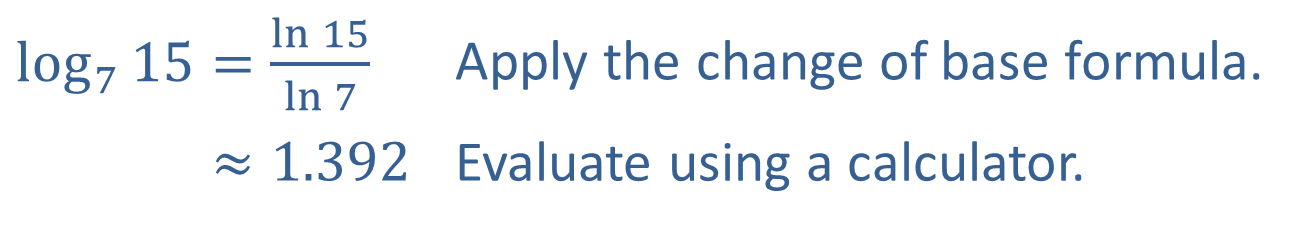 log₇ 15 = ln 15 / ln 7 Apply the change of base formula.
≈ 1.392 Evaluate using a calculator.